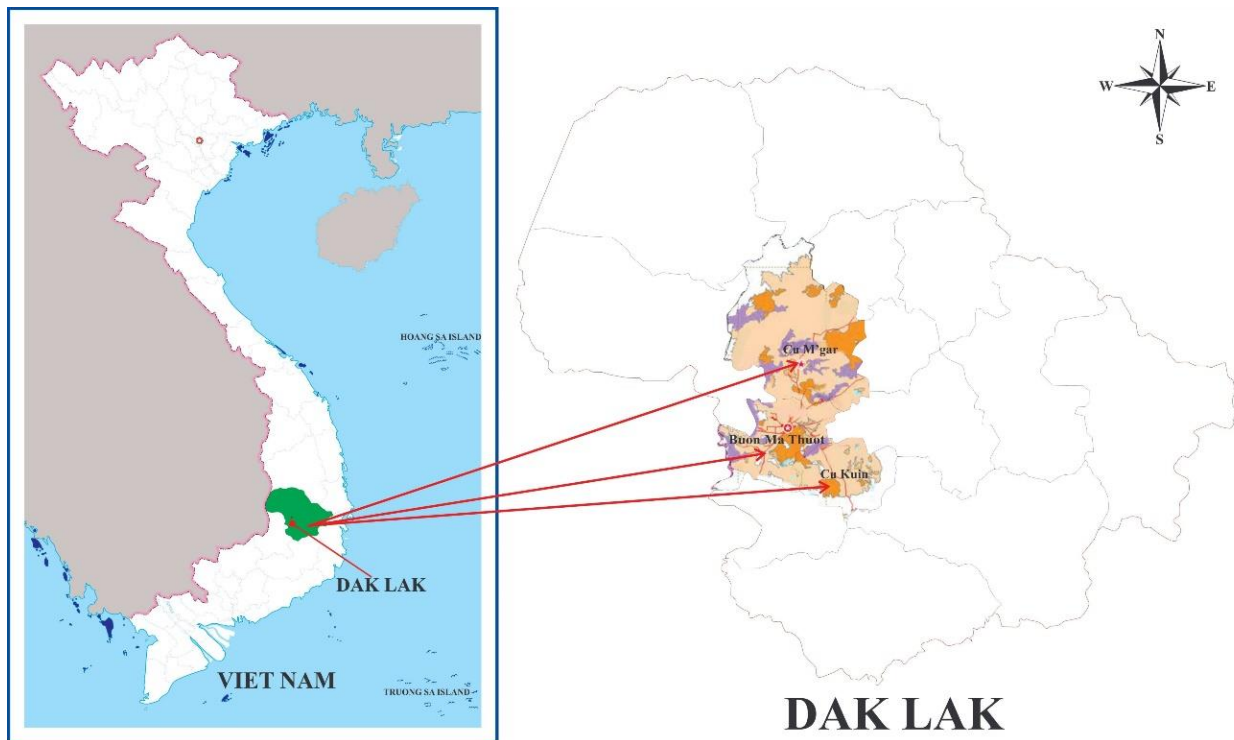 HOANG SA ISLAND
DAK LAK
VIET NAM
TRUONG SA ISLAND
N
W
E
S
Cu M'gar
Buon Ma Thuot
Cu Kuin
DAK LAK